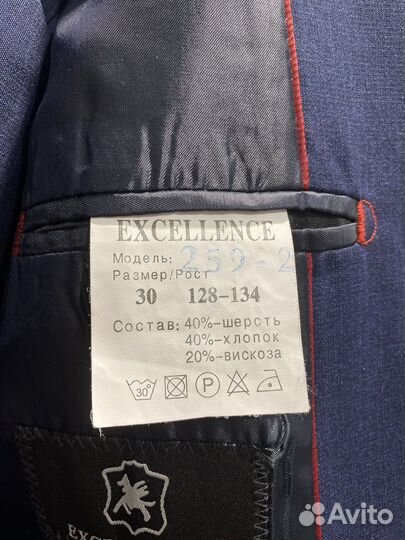 EXCELLENCE
Модель: 259-2
Размер/Рост
30 128-134
Состав: 40%-шерсть
40%-хлопок
20%-вискоза
30°
P
Avito